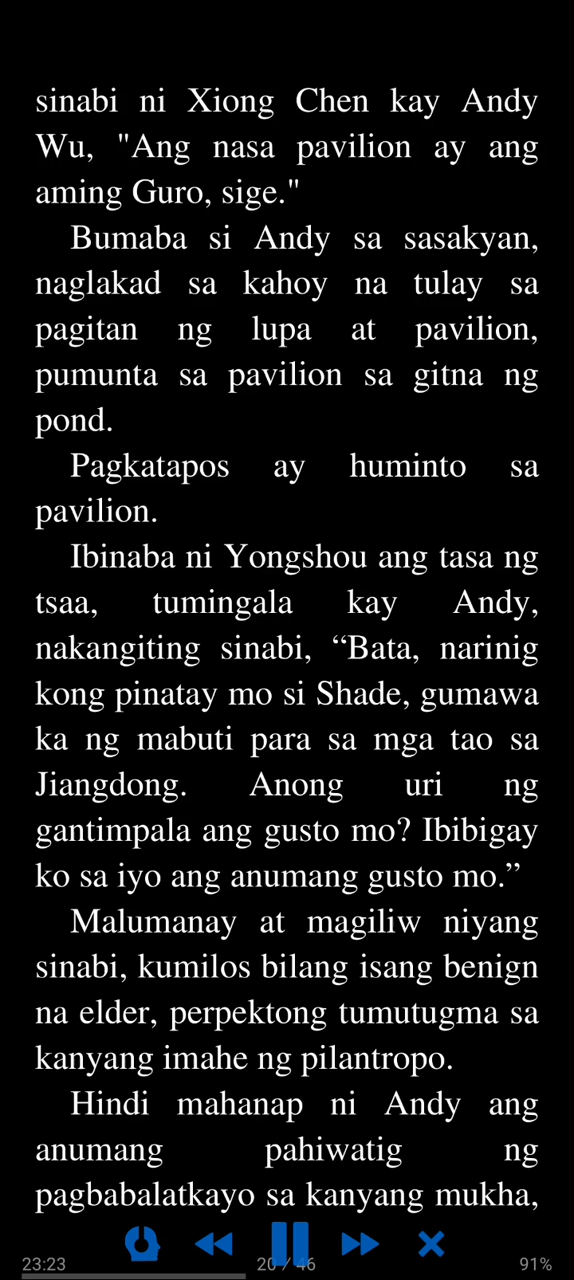 sinabi ni Xiong Chen kay Andy
Wu, "Ang nasa pavilion ay ang
aming Guro, sige."
Bumaba si Andy sa sasakyan,
naglakad sa kahoy na tulay sa
pagitan ng lupa at pavilion,
pumunta sa pavilion sa gitna ng
pond.
Pagkatapos ay huminto sa
pavilion.
Ibinaba ni Yongshou ang tasa ng
tsaa, tumingala kay Andy,
nakangiting sinabi, “Bata, narinig
kong pinatay mo si Shade, gumawa
ka ng mabuti para sa mga tao sa
Jiangdong. Anong uri ng
gantimpala ang gusto mo? Ibibigay
ko sa iyo ang anumang gusto mo.”
Malumanay at magiliw niyang
sinabi, kumilos bilang isang benign
na elder, perpektong tumutugma sa
kanyang imahe ng pilantropo.
Hindi mahanap ni Andy ang
anumang pahiwatig ng
pagbabalatkayo sa kanyang mukha,
23:23 20 / 46 91%